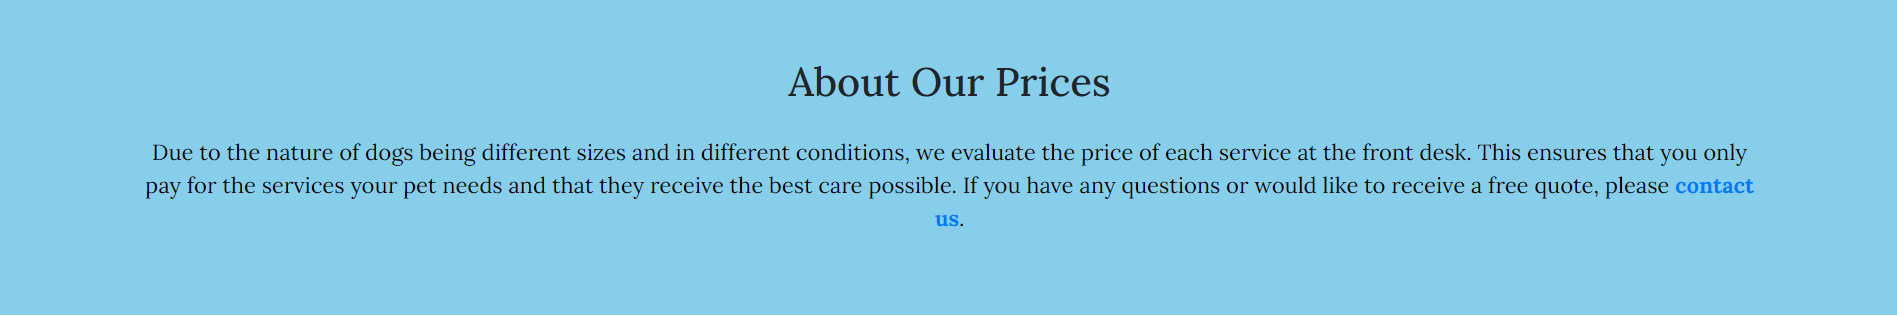 About Our Prices
Due to the nature of dogs being different sizes and in different conditions, we evaluate the price of each service at the front desk. This ensures that you only
pay for the services your pet needs and that they receive the best care possible. If you have any questions or would like to receive a free quote, please contact
us.